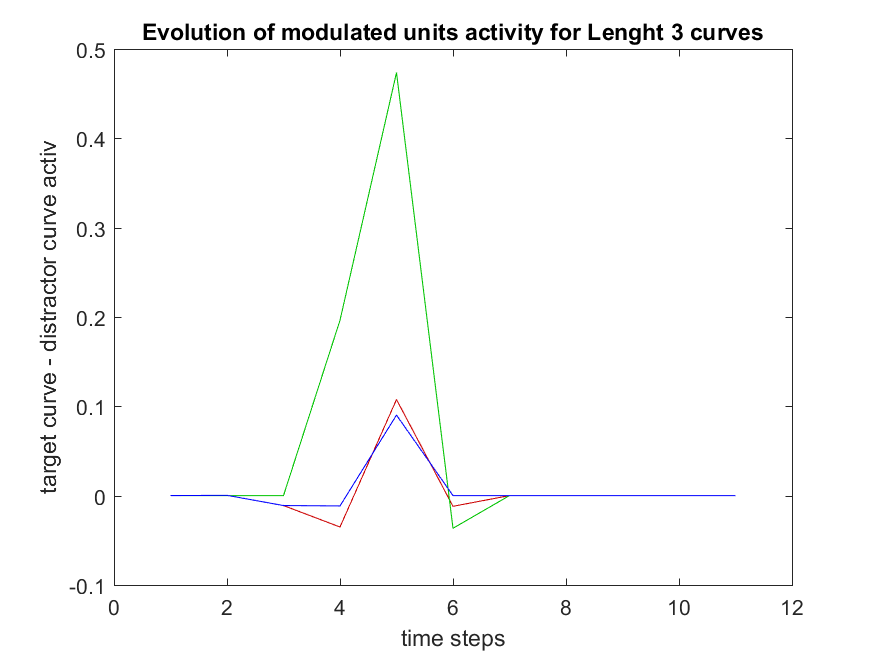 Evolution of modulated units activity for Lenght 3 curves
0.5
0.4
0.3
0.2
0.1
0
-0.1
target curve - distractor curve activ
0 2 4 6 8 10 12
time steps